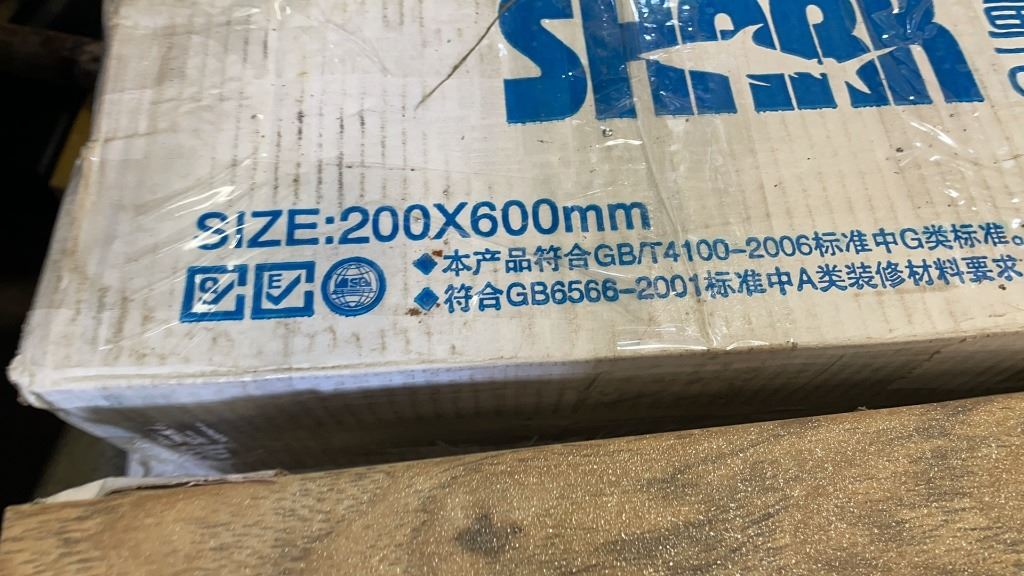 SHARK
SIZE:200X600mm
◆本产品符合GB/T4100-2006标准中G类标准。
◆符合GB6566-2001标准中A类装修材料要求
Q E